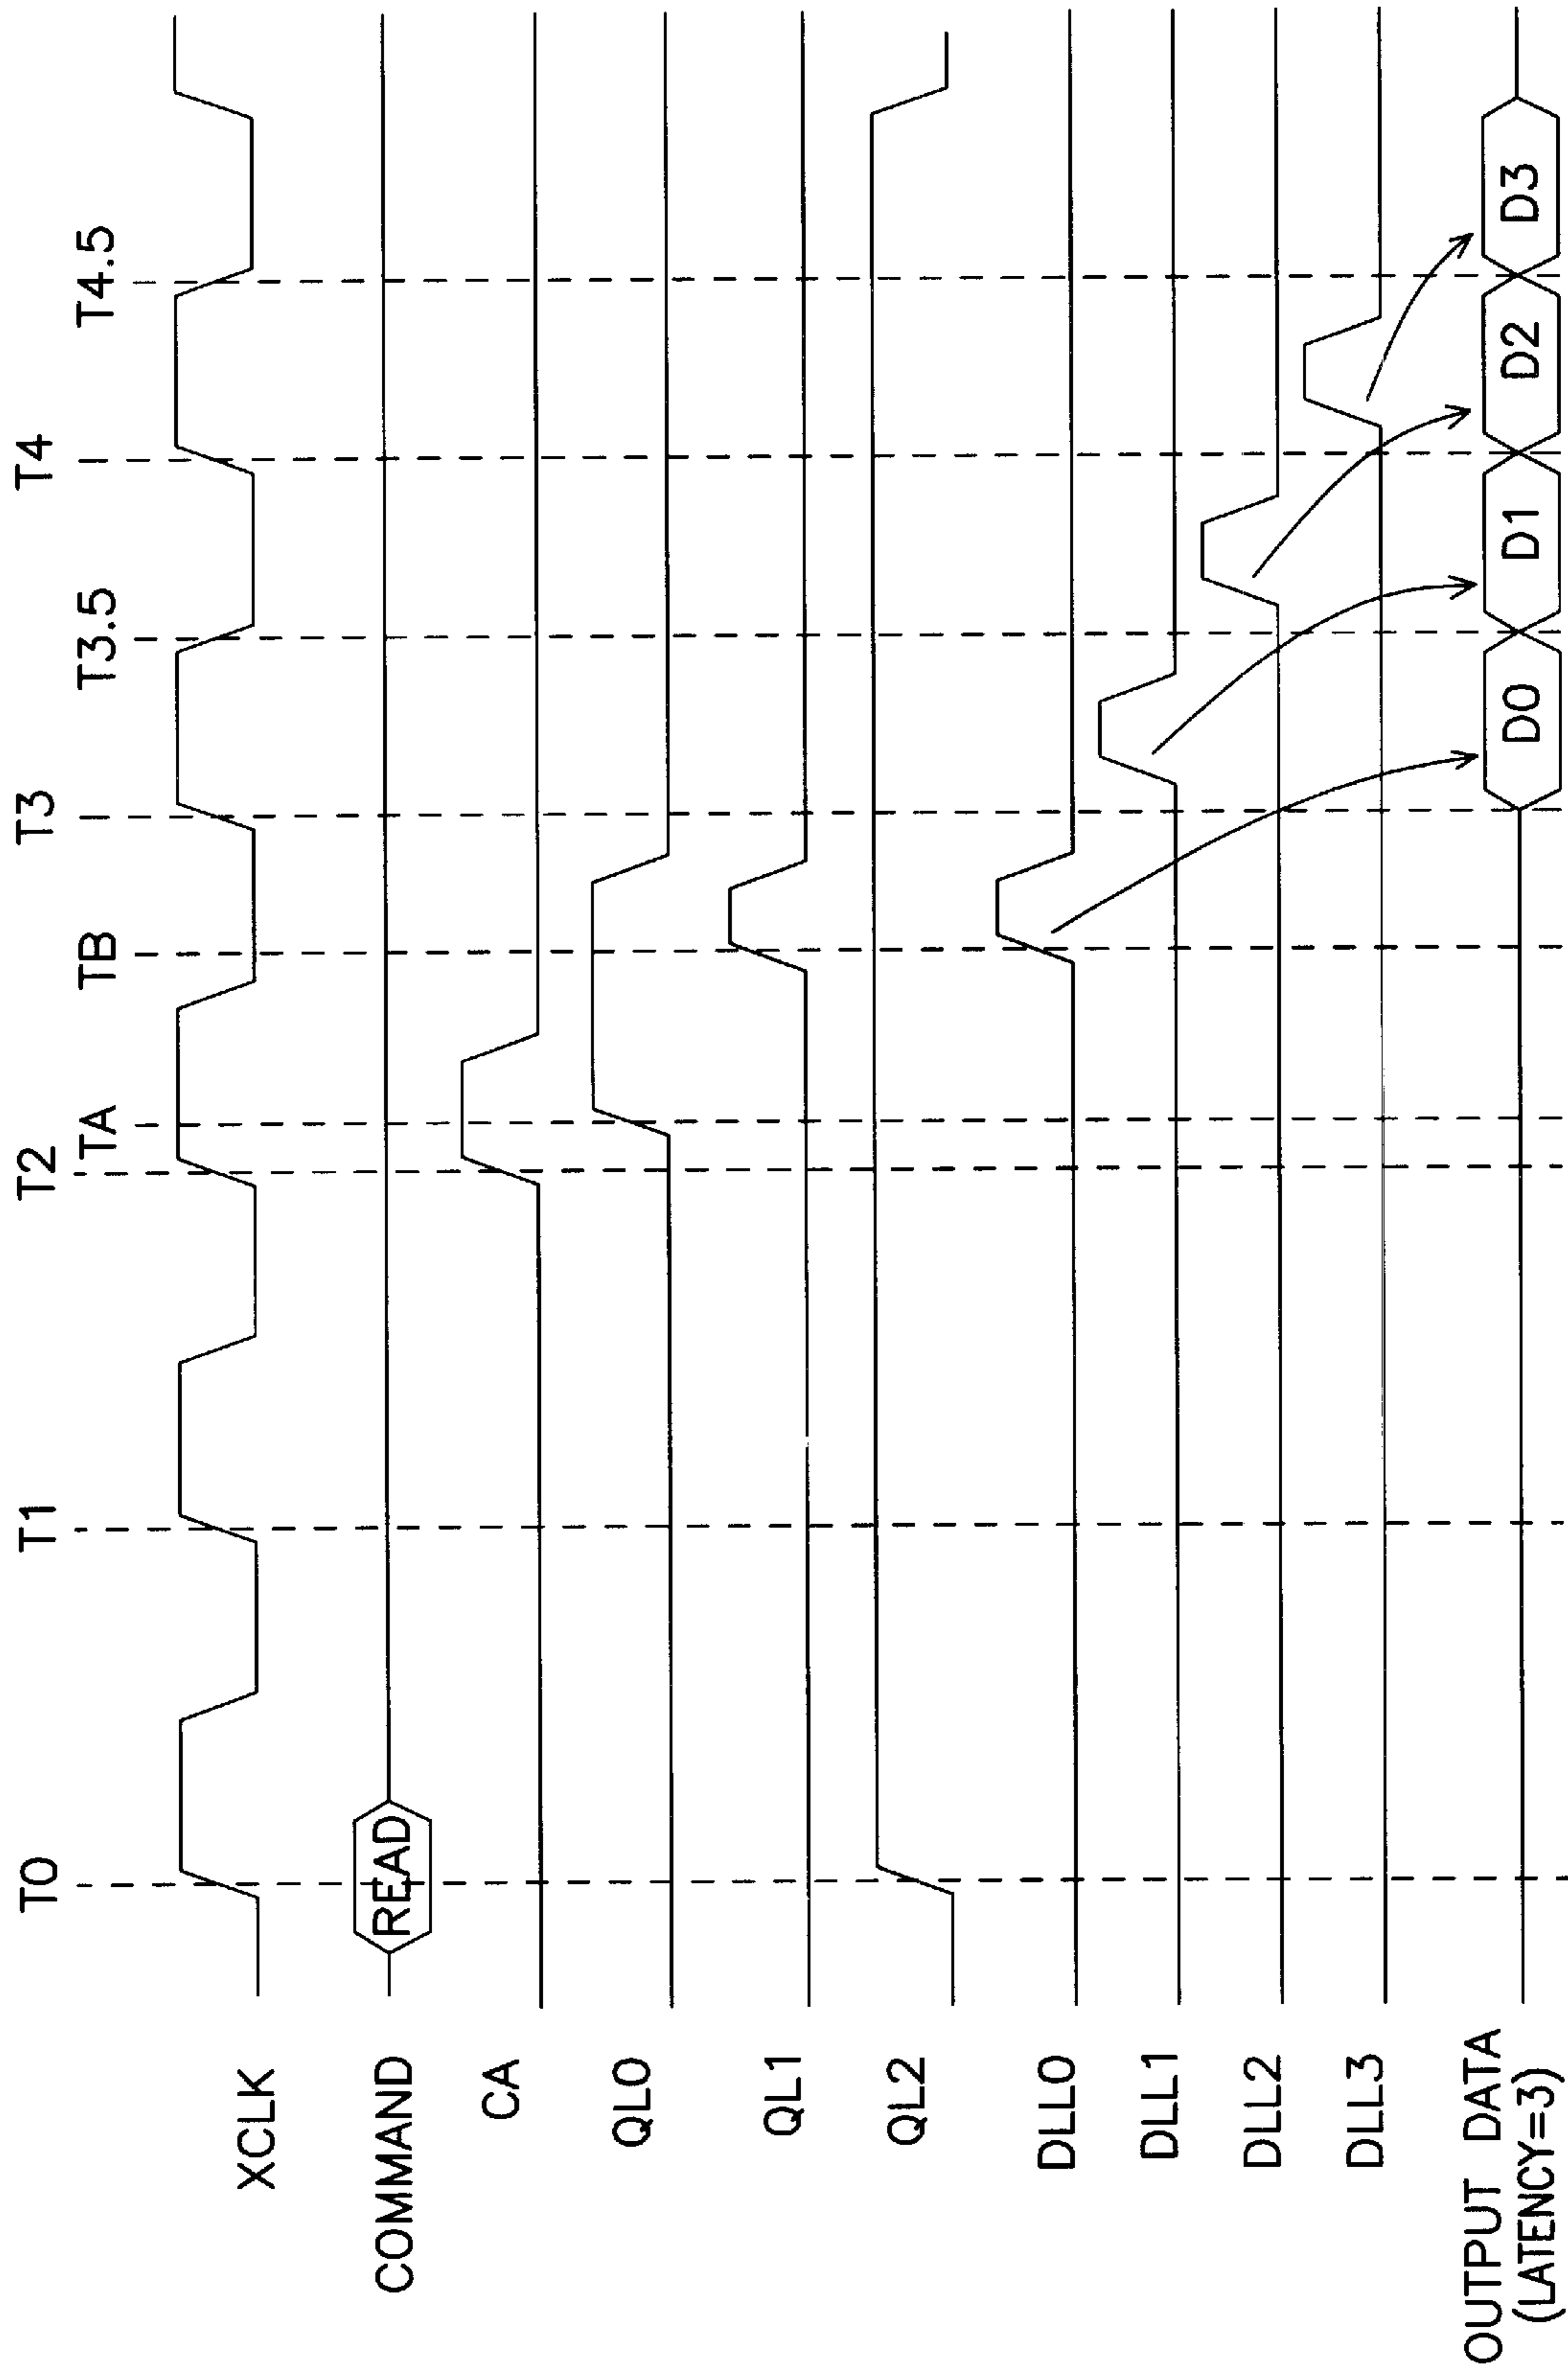 T0 T1 T2 TA TB T3 T3.5 T4 T4.5
XCLK
COMMAND READ
CA
QL0
QL1
QL2
DLL0
DLL1
DLL2
DLL3
OUTPUT DATA
(LATENCY=3) D0 D1 D2 D3